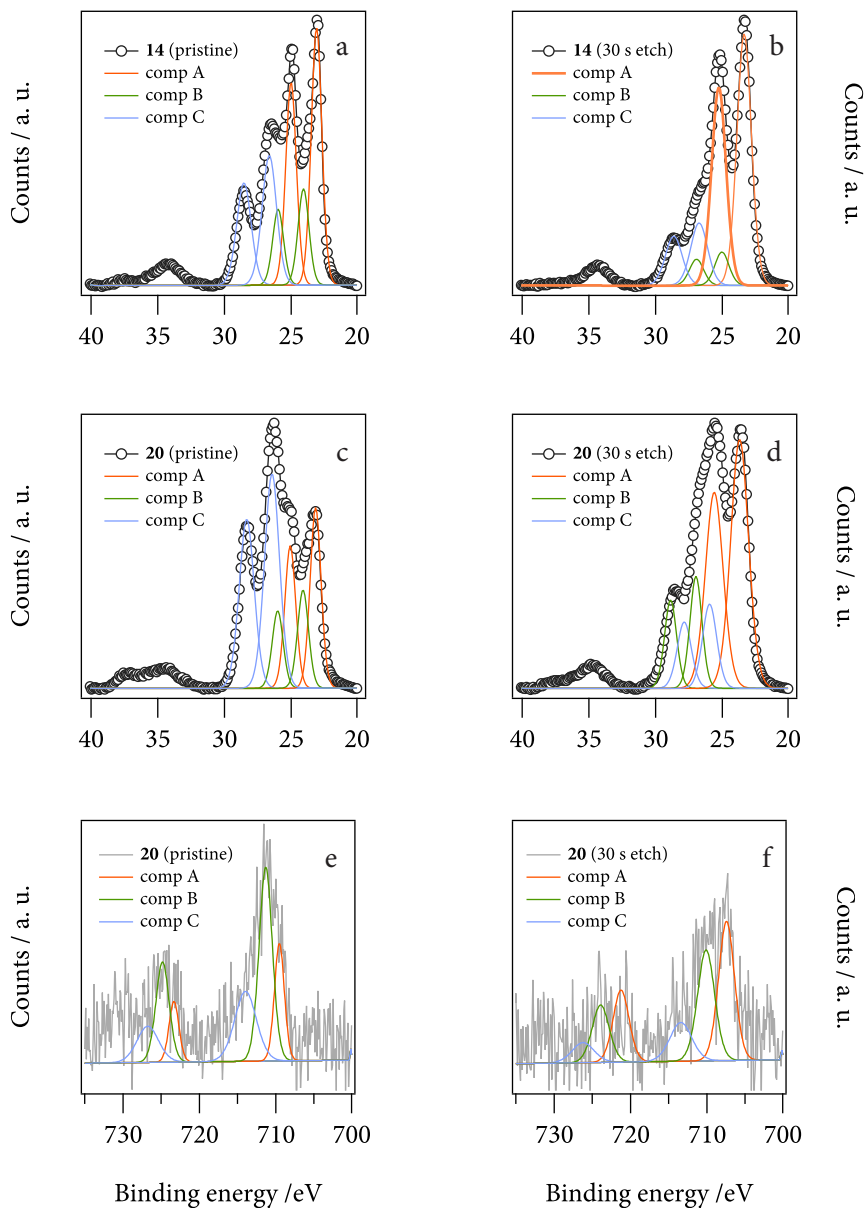 14 (pristine)
comp A
comp B
comp C
a
Counts / a. u.
40 35 30 25 20
14 (30 s etch)
comp A
comp B
comp C
b
Counts / a. u.
40 35 30 25 20
20 (pristine)
comp A
comp B
comp C
c
Counts / a. u.
40 35 30 25 20
20 (30 s etch)
comp A
comp B
comp C
d
Counts / a. u.
40 35 30 25 20
20 (pristine)
comp A
comp B
comp C
e
Counts / a. u.
730 720 710 700
Binding energy /eV
20 (30 s etch)
comp A
comp B
comp C
f
Counts / a. u.
730 720 710 700
Binding energy /eV